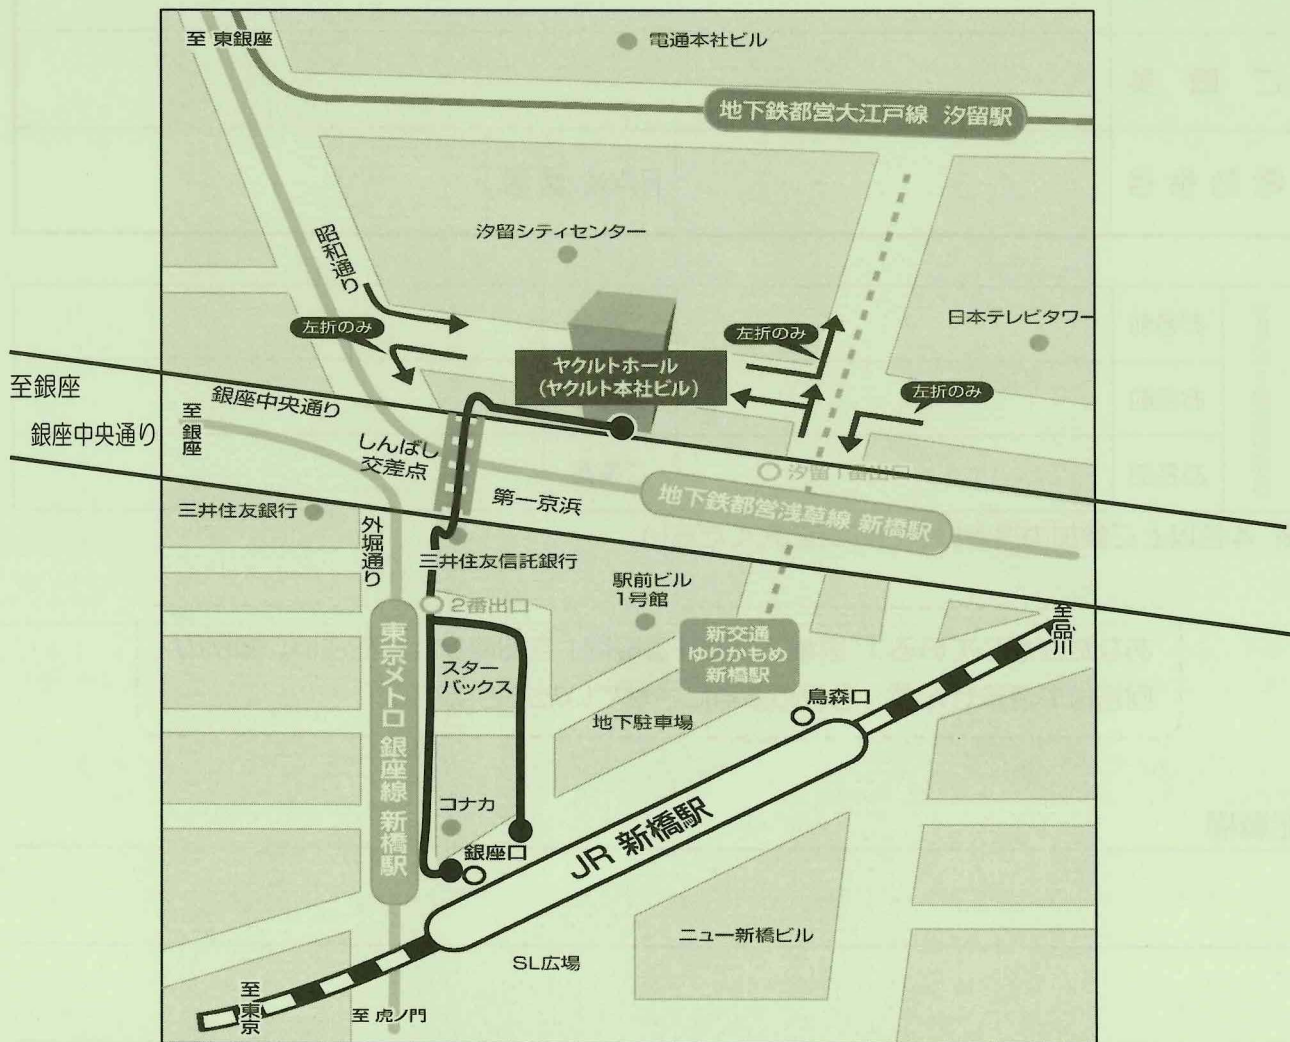 至 東銀座
電通本社ビル
地下鉄都営大江戸線 汐留駅
汐留シティセンター
昭和通り
左折のみ
左折のみ
日本テレビタワー
ヤクルトホール
(ヤクルト本社ビル)
左折のみ
至銀座
銀座中央通り
至 銀座
銀座中央通り
しんばし
交差点
汐留1番出口
第一京浜
地下鉄都営浅草線 新橋駅
三井住友銀行
外堀通り
三井住友信託銀行
駅前ビル
1号館
2番出口
至品川
新交通
ゆりかもめ
新橋駅
東京メトロ 銀座線 新橋駅
スター
バックス
烏森口
地下駐車場
コナカ
銀座口
JR 新橋駅
ニュー新橋ビル
SL広場
至東京
至 虎ノ門